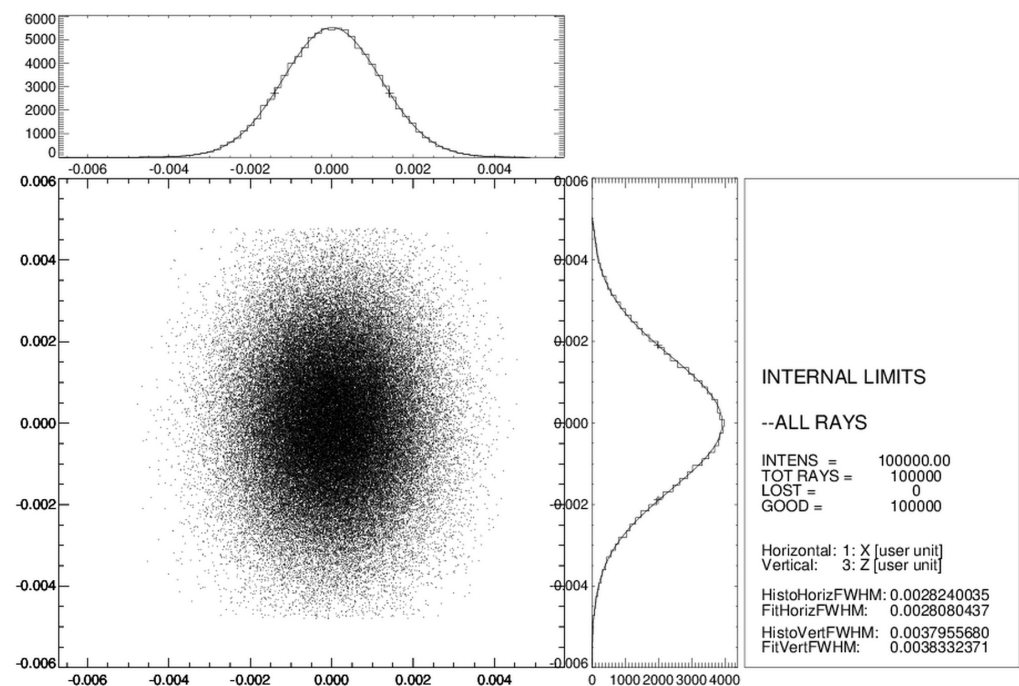 6000
5000
4000
3000
2000
1000
0
-0.006 -0.004 -0.002 0.000 0.002 0.004
0.006
0.004
0.002
0.000
-0.002
-0.004
-0.006
-0.006 -0.004 -0.002 0.000 0.002 0.004
0.006
0.004
0.002
0.000
-0.002
-0.004
-0.006
0 1000 2000 3000 4000
INTERNAL LIMITS
--ALL RAYS
INTENS = 100000.00
TOT RAYS = 100000
LOST = 0
GOOD = 100000
Horizontal: 1: X [user unit]
Vertical: 3: Z [user unit]
HistoHorizFWHM: 0.0028240035
FitHorizFWHM: 0.0028080437
HistoVertFWHM: 0.0037955680
FitVertFWHM: 0.0038332371